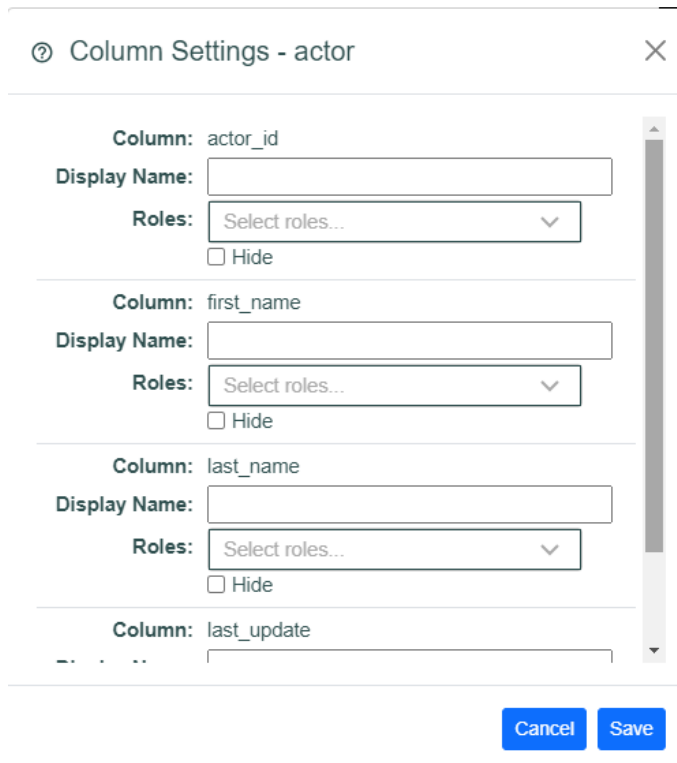 Column Settings - actor
Column: actor_id
Display Name:
Roles: Select roles...
Hide
Column: first_name
Display Name:
Roles: Select roles...
Hide
Column: last_name
Display Name:
Roles: Select roles...
Hide
Column: last_update
Cancel Save